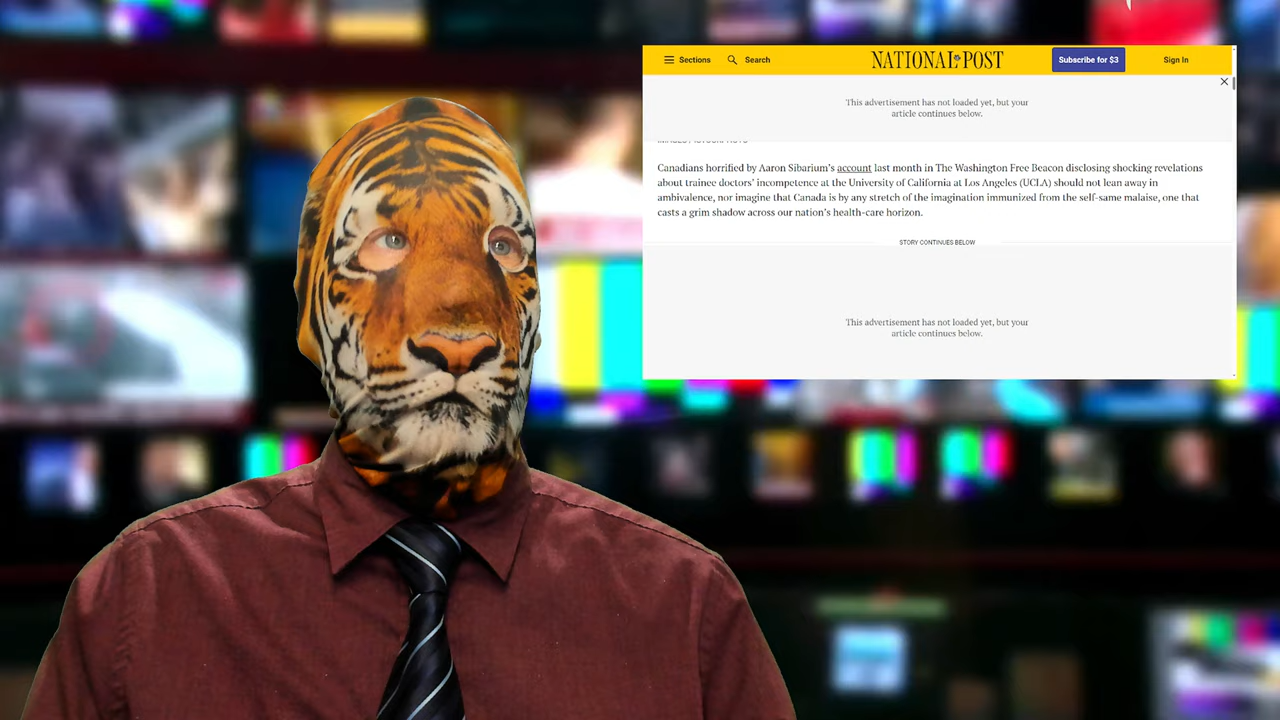 Sections
Search
NATIONAL POST
Subscribe for $3
Sign In
This advertisement has not loaded yet, but your
article continues below.
Canadians horrified by Aaron Sibarium's account last month in The Washington Free Beacon disclosing shocking revelations
about trainee doctors' incompetence at the University of California at Los Angeles (UCLA) should not lean away in
ambivalence, nor imagine that Canada is by any stretch of the imagination immunized from the self-same malaise, one that
casts a grim shadow across our nation's health-care horizon.
STORY CONTINUES BELOW
This advertisement has not loaded yet, but your
article continues below.